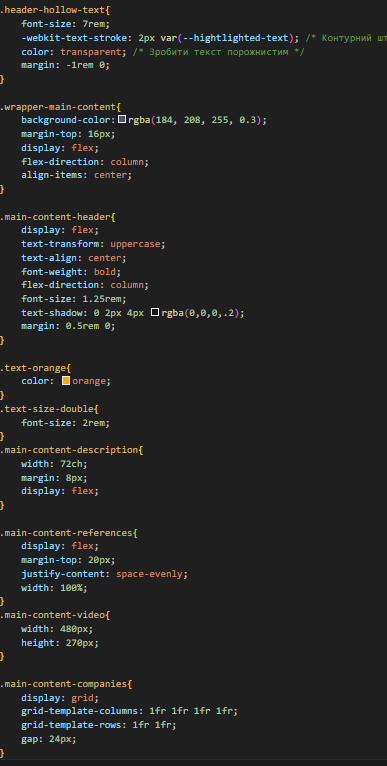 .header-hollow-text{
font-size: 7rem;
-webkit-text-stroke: 2px var(--hightlighted-text); /* Контурний
color: transparent; /* Зробити текст порожнистим */
margin: -1rem 0;
}
.wrapper-main-content{
background-color: rgba(184, 208, 255, 0.3);
margin-top: 16px;
display: flex;
flex-direction: column;
align-items: center;
}
.main-content-header{
display: flex;
text-transform: uppercase;
text-align: center;
font-weight: bold;
flex-direction: column;
font-size: 1.25rem;
text-shadow: 0 2px 4px rgba(0,0,0,.2);
margin: 0.5rem 0;
}
.text-orange{
color: orange;
}
.text-size-double{
font-size: 2rem;
}
.main-content-description{
width: 72ch;
margin: 8px;
display: flex;
}
.main-content-references{
display: flex;
margin-top: 20px;
justify-content: space-evenly;
width: 100%;
}
.main-content-video{
width: 480px;
height: 270px;
}
.main-content-companies{
display: grid;
grid-template-columns: 1fr 1fr 1fr 1fr;
grid-template-rows: 1fr 1fr;
gap: 24px;
}